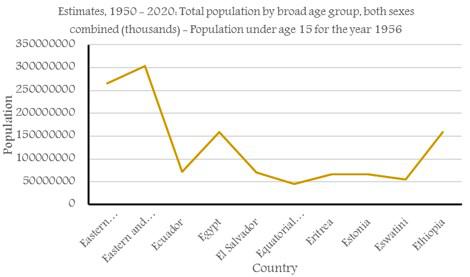 Estimates, 1950 - 2020: Total population by broad age group, both sexes
combined (thousands) - Population under age 15 for the year 1956
350000000
300000000
250000000
200000000
150000000
100000000
50000000
0
Population
Eastern...
Eastern and...
Ecuador
Egypt
El Salvador
Equatorial...
Eritrea
Estonia
Eswatini
Ethiopia
Country